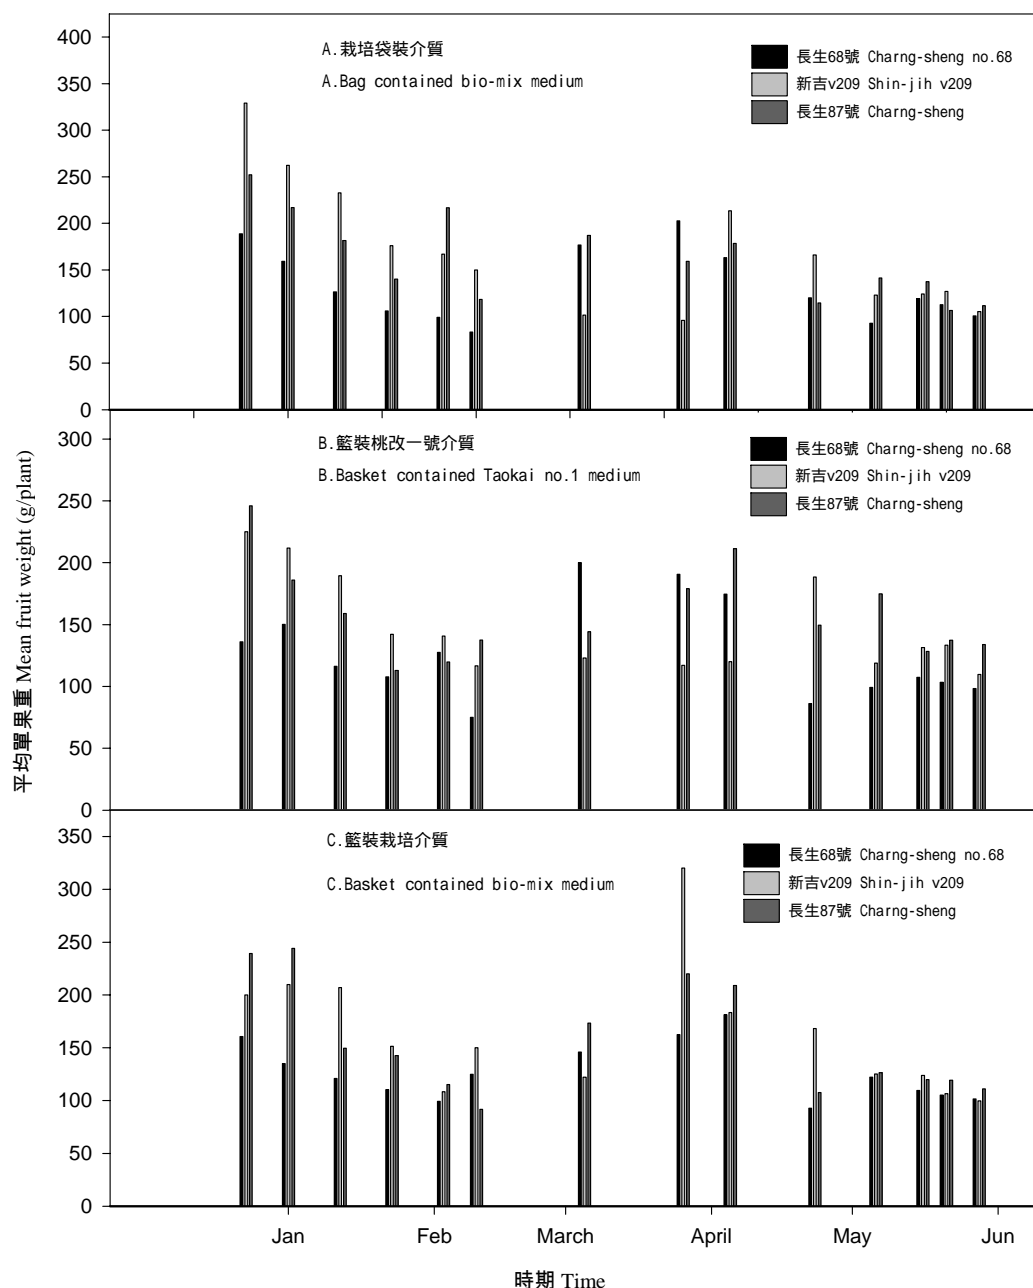 平均單果重 Mean fruit weight (g/plant)
400
350
300
250
200
150
100
50
0
A.栽培袋裝介質
A.Bag contained bio-mix medium
長生68號 Charng-sheng no.68
新吉v209 Shin-jih v209
長生87號 Charng-sheng
300
250
200
150
100
50
0
B.籃裝桃改一號介質
B.Basket contained Taokai no.1 medium
長生68號 Charng-sheng no.68
新吉v209 Shin-jih v209
長生87號 Charng-sheng
350
300
250
200
150
100
50
0
C.籃裝栽培介質
C.Basket contained bio-mix medium
長生68號 Charng-sheng no.68
新吉v209 Shin-jih v209
長生87號 Charng-sheng
Jan Feb March April May Jun
時期 Time